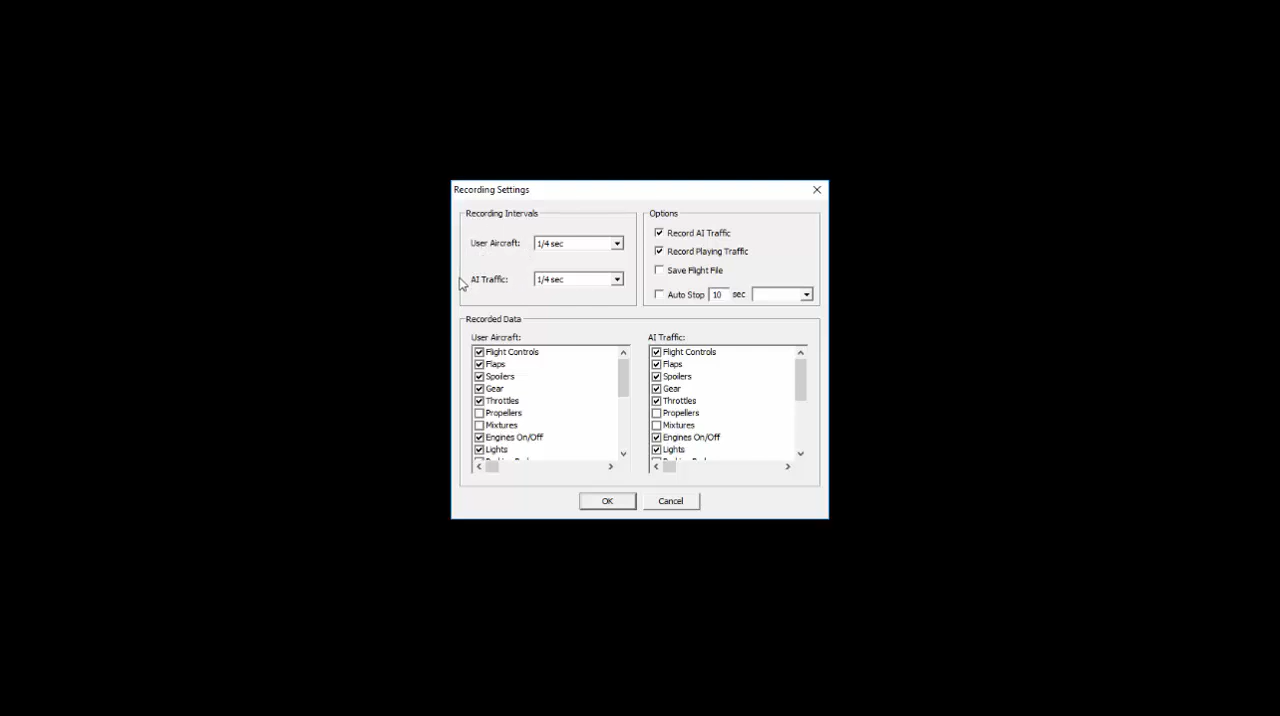 Recording Settings
Recording Intervals
User Aircraft: 1/4 sec
AI Traffic: 1/4 sec
Options
Record AI Traffic
Record Playing Traffic
Save Flight File
Auto Stop 10 sec
Recorded Data
User Aircraft:
Flight Controls
Flaps
Spoilers
Gear
Throttles
Propellers
Mixtures
Engines On/Off
Lights
AI Traffic:
Flight Controls
Flaps
Spoilers
Gear
Throttles
Propellers
Mixtures
Engines On/Off
Lights
OK
Cancel